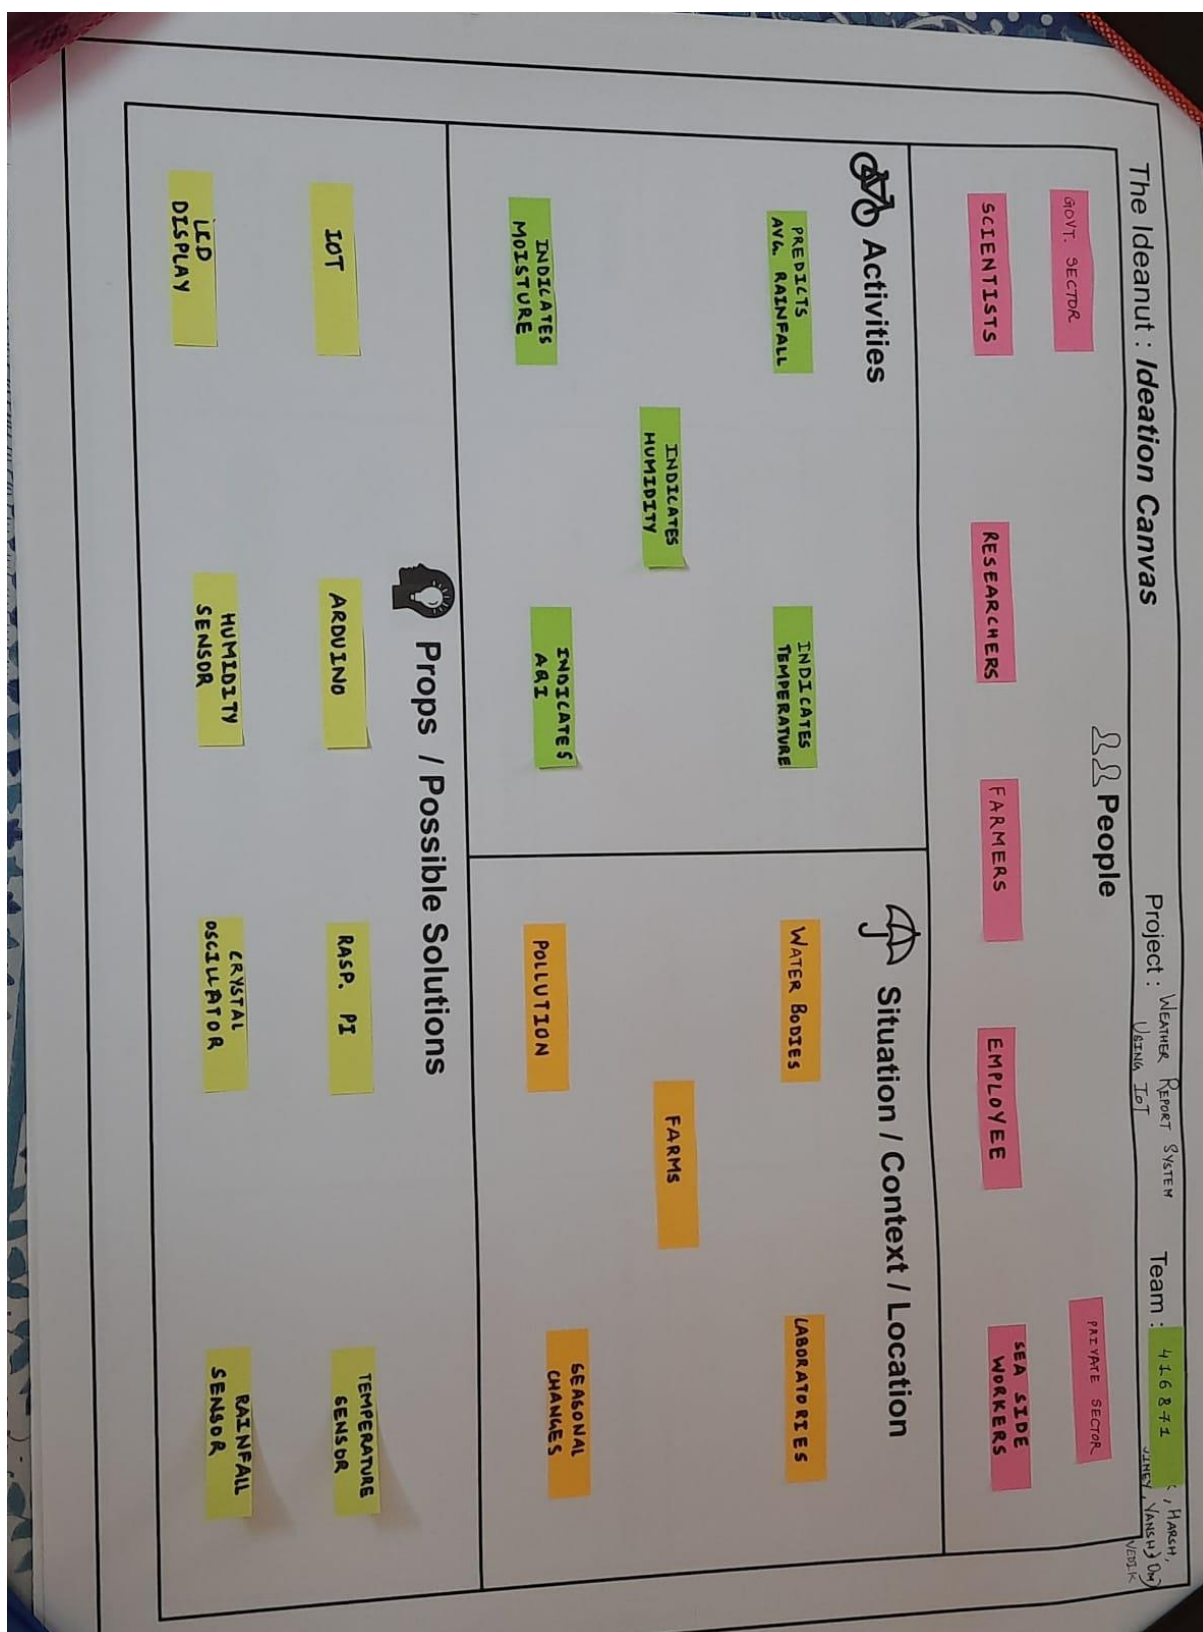 The Ideanut : Ideation Canvas
Project : WEATHER REPORT SYSTEM
USING IOT
Team : 416871
, HARSH,
VANSH, OM,
VEDIK
People
GOVT. SECTOR
PRIVATE SECTOR
SCIENTISTS
RESEARCHERS
FARMERS
EMPLOYEE
SEA SIDE
WORKERS
Activities
PREDICTS
AVG. RAINFALL
INDICATES
TEMPERATURE
INDICATES
HUMIDITY
INDICATES
MOISTURE
INDICATES
AQI
Situation / Context / Location
WATER BODIES
LABORATORIES
FARMS
POLLUTION
SEASONAL
CHANGES
Props / Possible Solutions
IOT
ARDUINO
RASP. PI
TEMPERATURE
SENSOR
LCD
DISPLAY
HUMIDITY
SENSOR
CRYSTAL
OSCILLATOR
RAINFALL
SENSOR